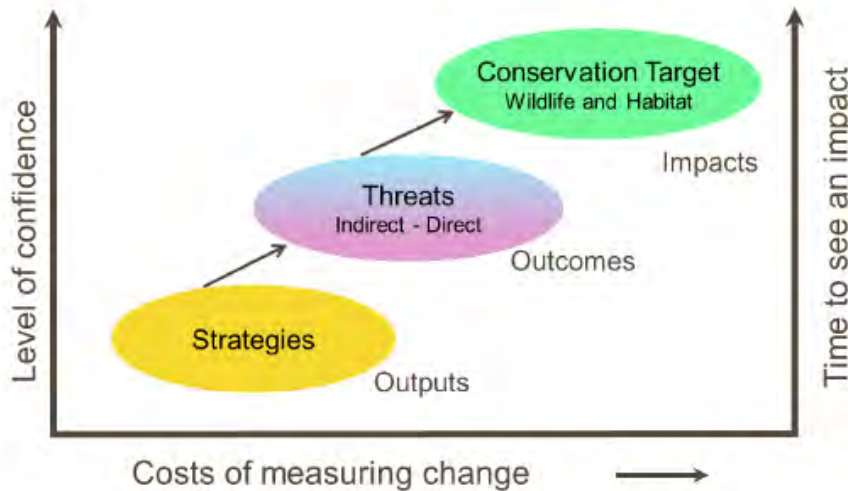 Level of confidence
Conservation Target
Wildlife and Habitat
Impacts
Threats
Indirect - Direct
Outcomes
Strategies
Outputs
Time to see an impact
Costs of measuring change